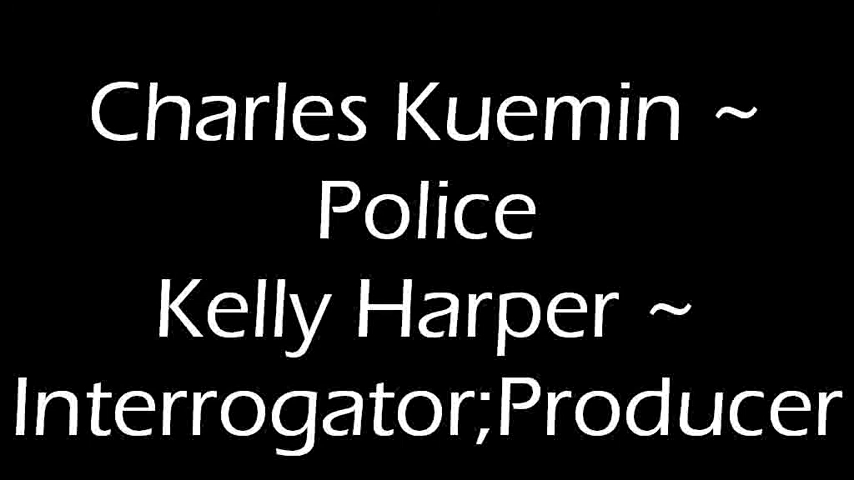 Charles Kuemin ~
Police
Kelly Harper ~
Interrogator;Producer